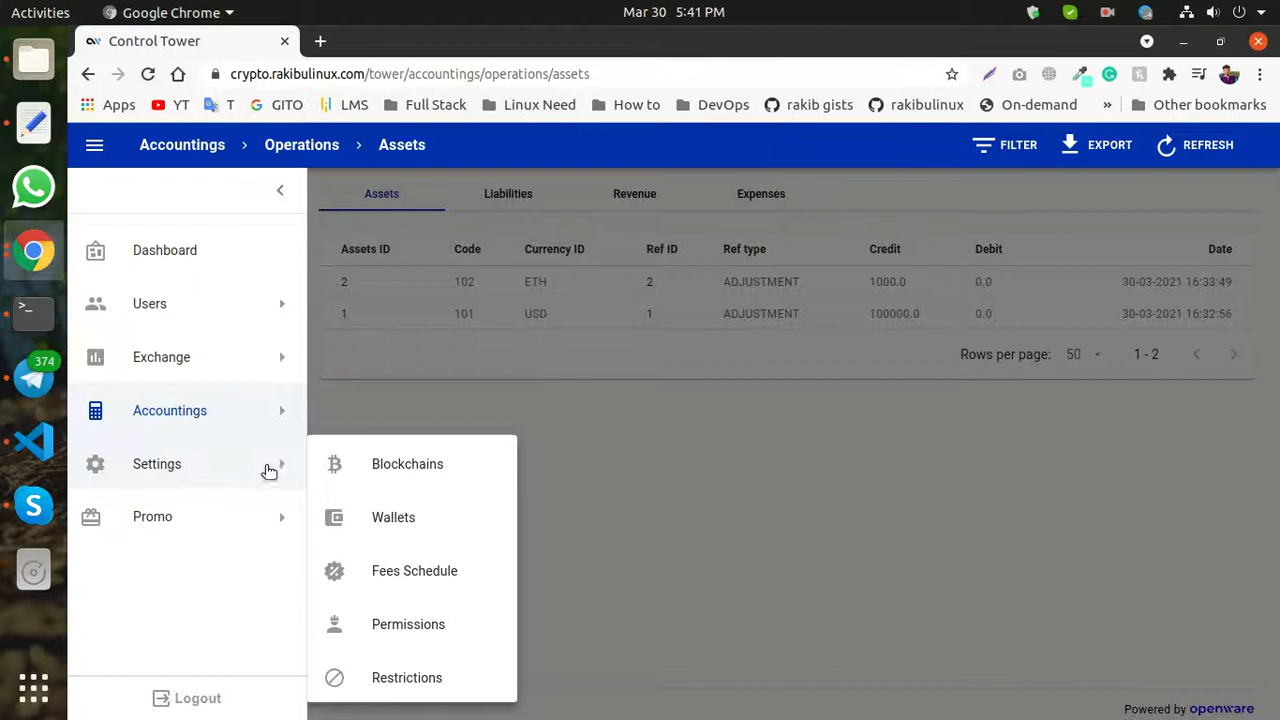 Activities Google Chrome Mar 30 5:41 PM
Control Tower
crypto.rakibulinux.com/tower/accountings/operations/assets
Apps YT T GITO LMS Full Stack Linux Need How to DevOps rakib gists rakibulinux On-demand » Other bookmarks
Accountings > Operations > Assets FILTER EXPORT REFRESH
Assets Liabilities Revenue Expenses
Assets ID Code Currency ID Ref ID Ref type Credit Debit Date
2 102 ETH 2 ADJUSTMENT 1000.0 0.0 30-03-2021 16:33:49
1 101 USD 1 ADJUSTMENT 100000.0 0.0 30-03-2021 16:32:56
Rows per page: 50 1 - 2
Dashboard
Users
Exchange
Accountings
Settings
Promo
Logout
Blockchains
Wallets
Fees Schedule
Permissions
Restrictions
374
Powered by openware